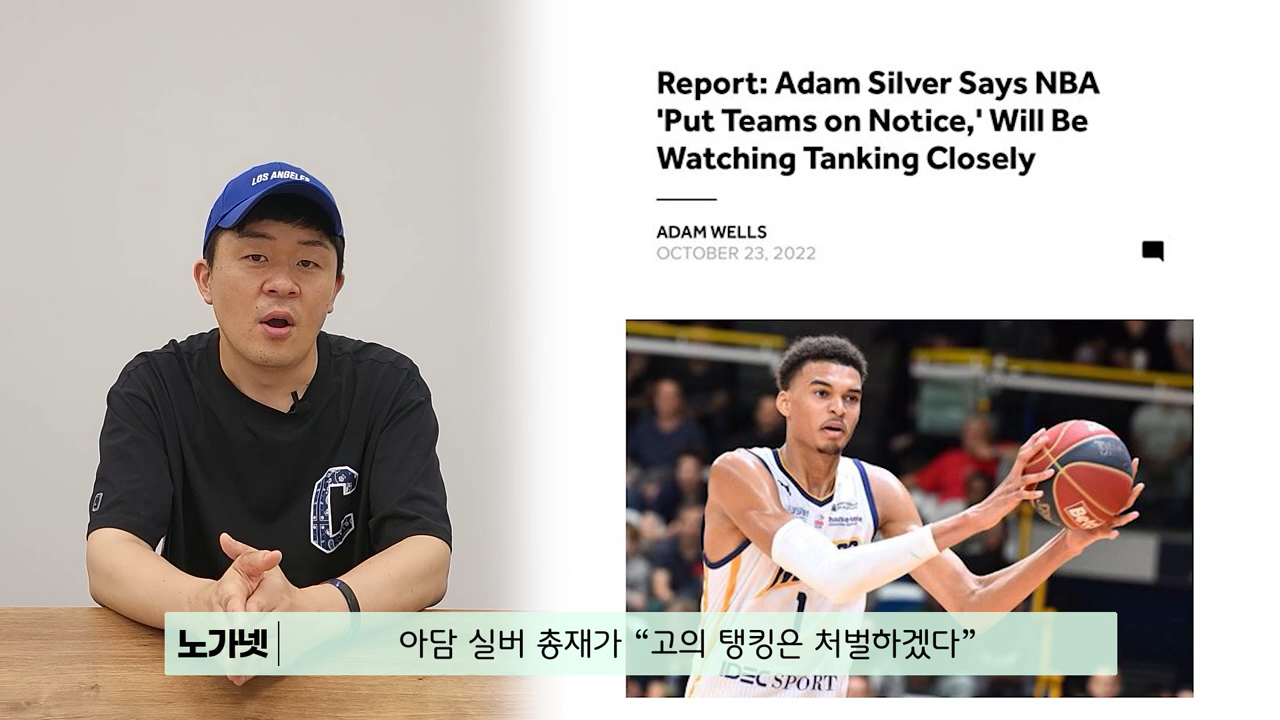 Report: Adam Silver Says NBA
'Put Teams on Notice,' Will Be
Watching Tanking Closely
ADAM WELLS
OCTOBER 23, 2022
LOS ANGELES
C
1
노가넷
아담 실버 총재가 “고의 탱킹은 처벌하겠다”
IDEC SPORT